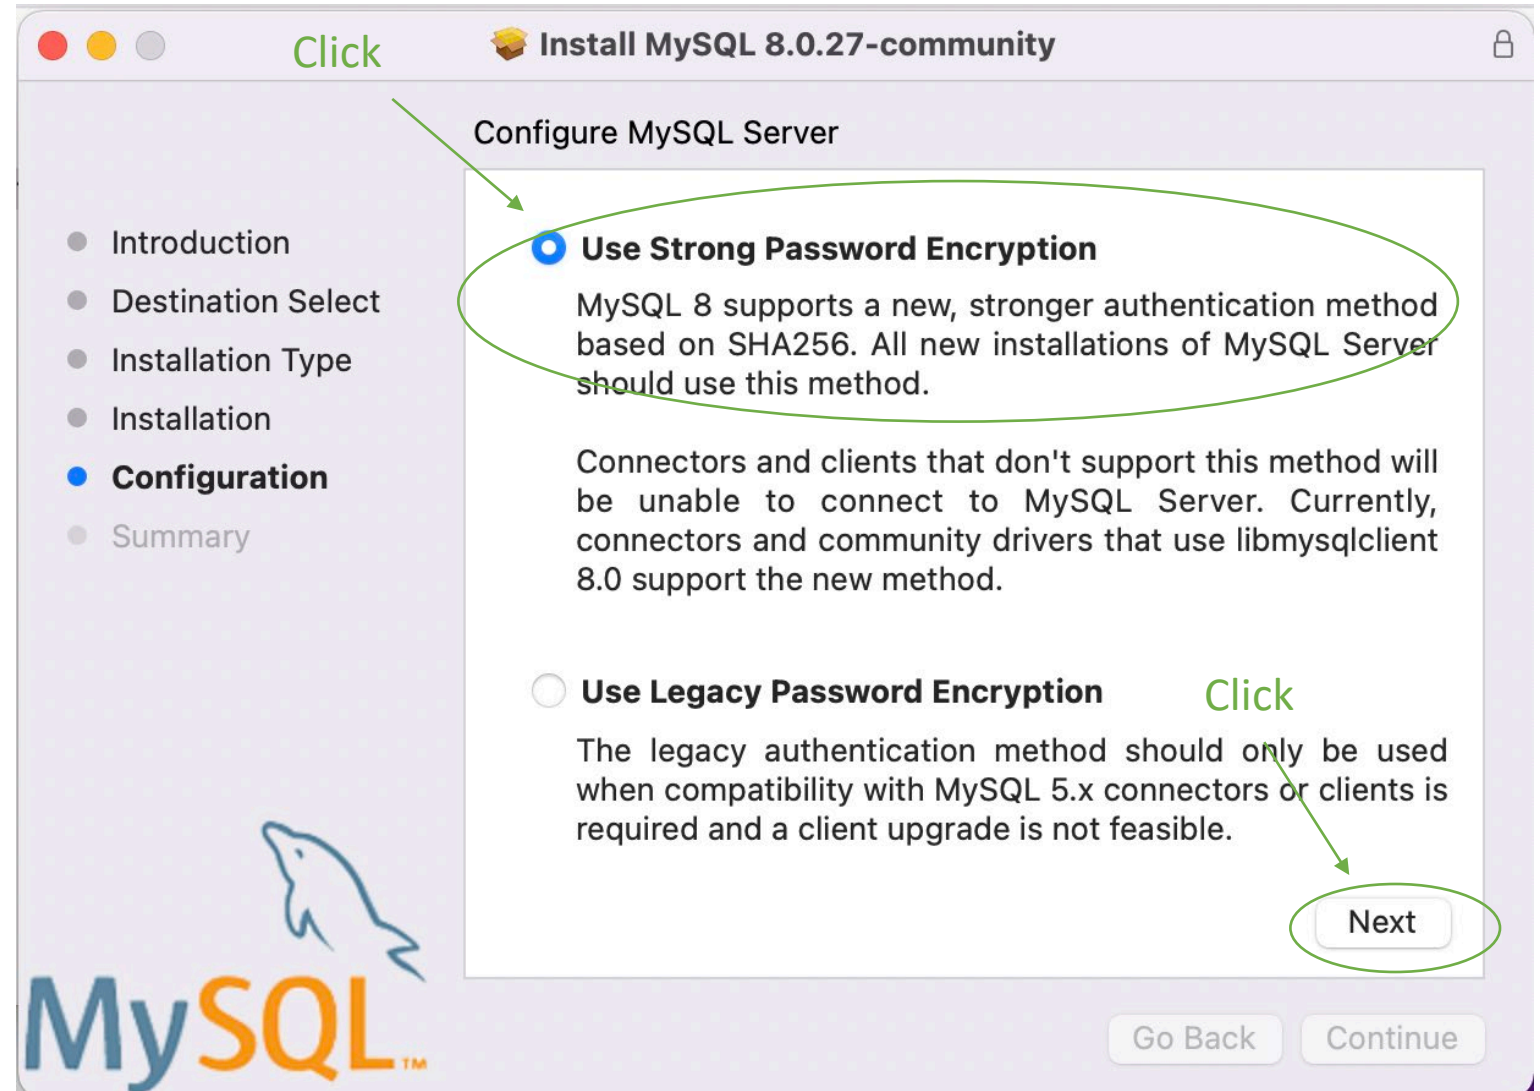 Click
Install MySQL 8.0.27-community
Configure MySQL Server
Introduction
Destination Select
Installation Type
Installation
Configuration
Summary
Use Strong Password Encryption
MySQL 8 supports a new, stronger authentication method
based on SHA256. All new installations of MySQL Server
should use this method.
Connectors and clients that don't support this method will
be unable to connect to MySQL Server. Currently,
connectors and community drivers that use libmysqlclient
8.0 support the new method.
Use Legacy Password Encryption
Click
The legacy authentication method should only be used
when compatibility with MySQL 5.x connectors or clients is
required and a client upgrade is not feasible.
Next
MySQL™
Go Back
Continue